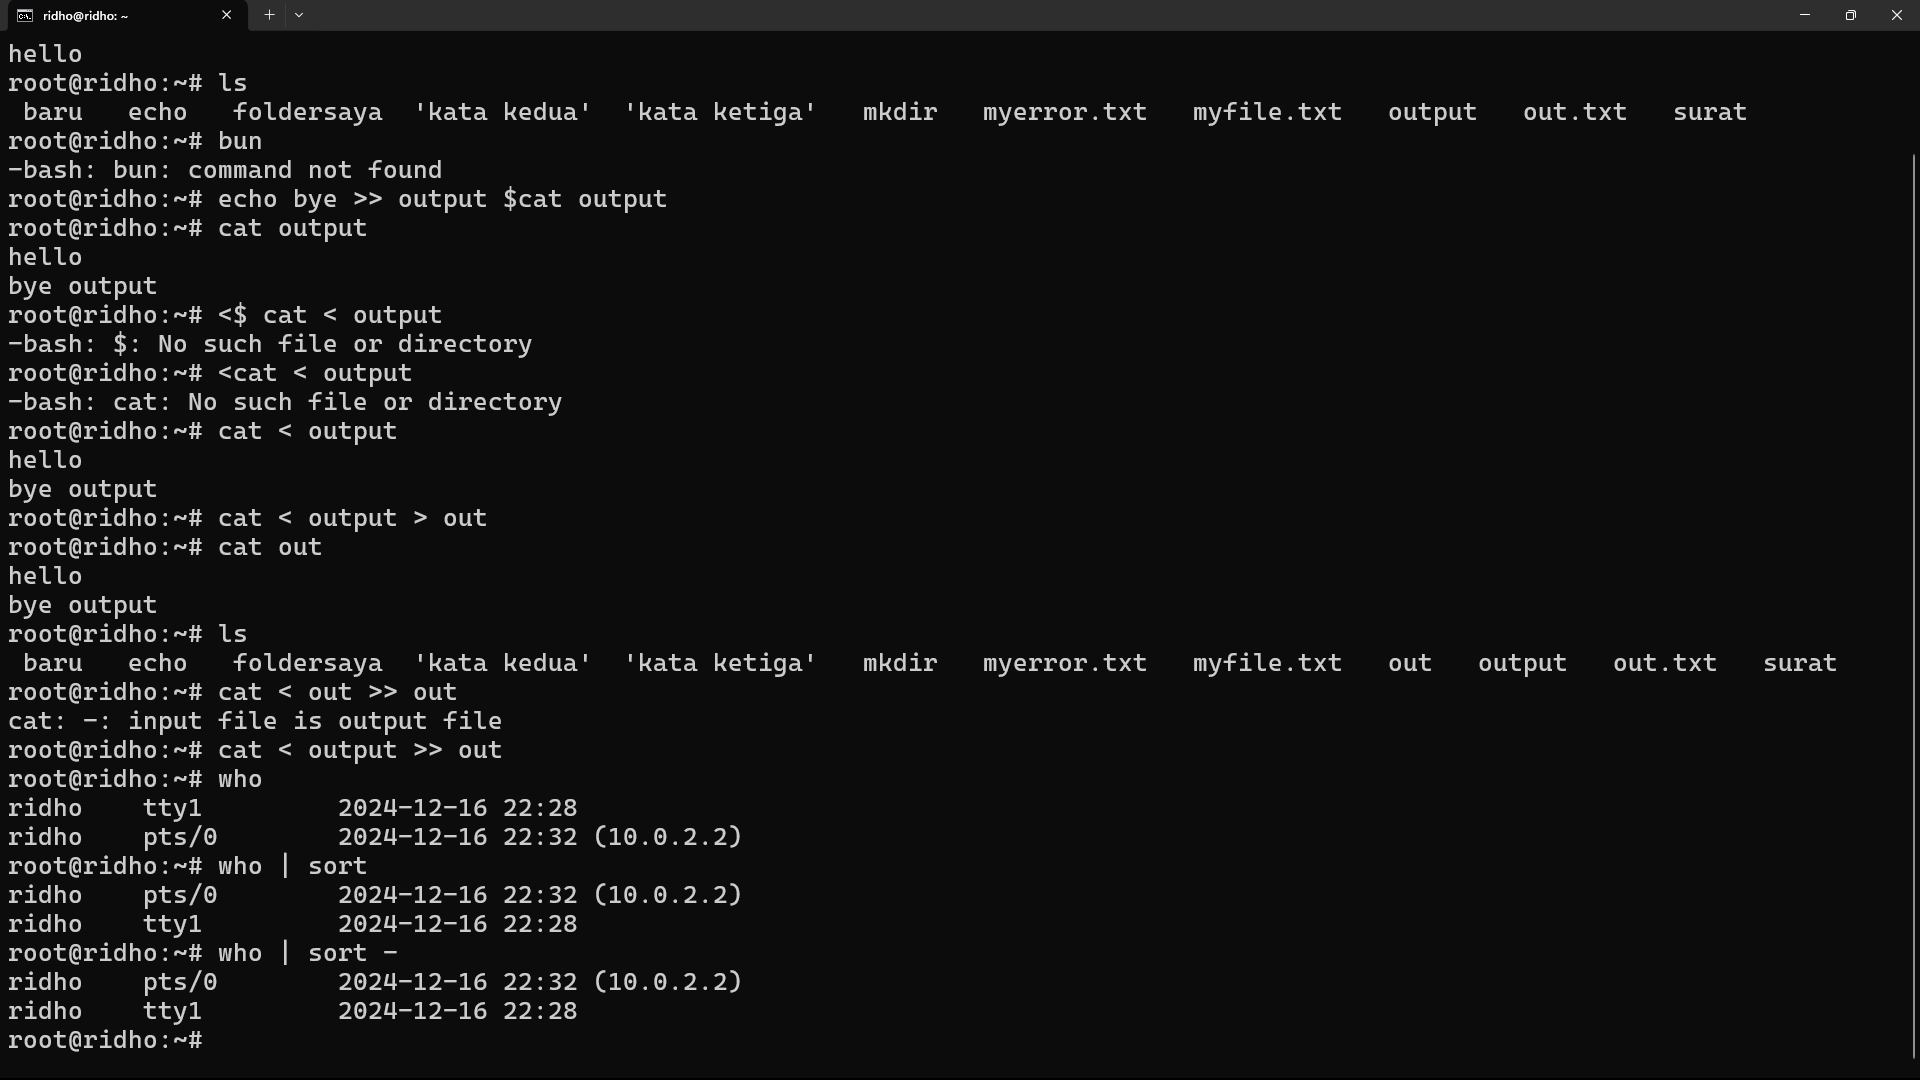 ridho@ridho: ~
hello
root@ridho:~# ls
 baru   echo   foldersaya  'kata kedua'  'kata ketiga'   mkdir   myerror.txt   myfile.txt   output   out.txt   surat
root@ridho:~# bun
-bash: bun: command not found
root@ridho:~# echo bye >> output $cat output
root@ridho:~# cat output
hello
bye output
root@ridho:~# <$ cat < output
-bash: $: No such file or directory
root@ridho:~# <cat < output
-bash: cat: No such file or directory
root@ridho:~# cat < output
hello
bye output
root@ridho:~# cat < output > out
root@ridho:~# cat out
hello
bye output
root@ridho:~# ls
 baru   echo   foldersaya  'kata kedua'  'kata ketiga'   mkdir   myerror.txt   myfile.txt   out   output   out.txt   surat
root@ridho:~# cat < out >> out
cat: -: input file is output file
root@ridho:~# cat < output >> out
root@ridho:~# who
ridho    tty1         2024-12-16 22:28
ridho    pts/0        2024-12-16 22:32 (10.0.2.2)
root@ridho:~# who | sort
ridho    pts/0        2024-12-16 22:32 (10.0.2.2)
ridho    tty1         2024-12-16 22:28
root@ridho:~# who | sort -
ridho    pts/0        2024-12-16 22:32 (10.0.2.2)
ridho    tty1         2024-12-16 22:28
root@ridho:~#